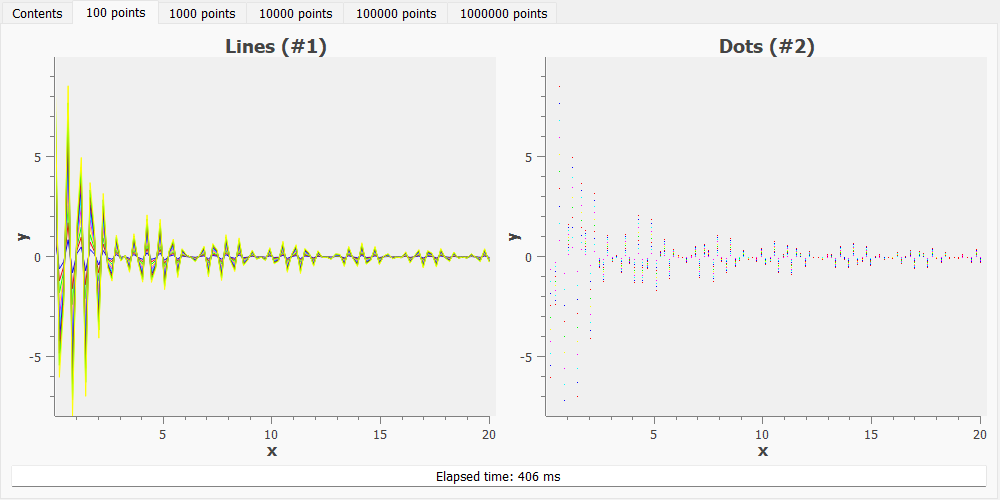 Contents
100 points
1000 points
10000 points
100000 points
1000000 points
Lines (#1)
5
0
-5
y
5
10
15
20
x
Dots (#2)
5
0
-5
y
5
10
15
20
x
Elapsed time: 406 ms